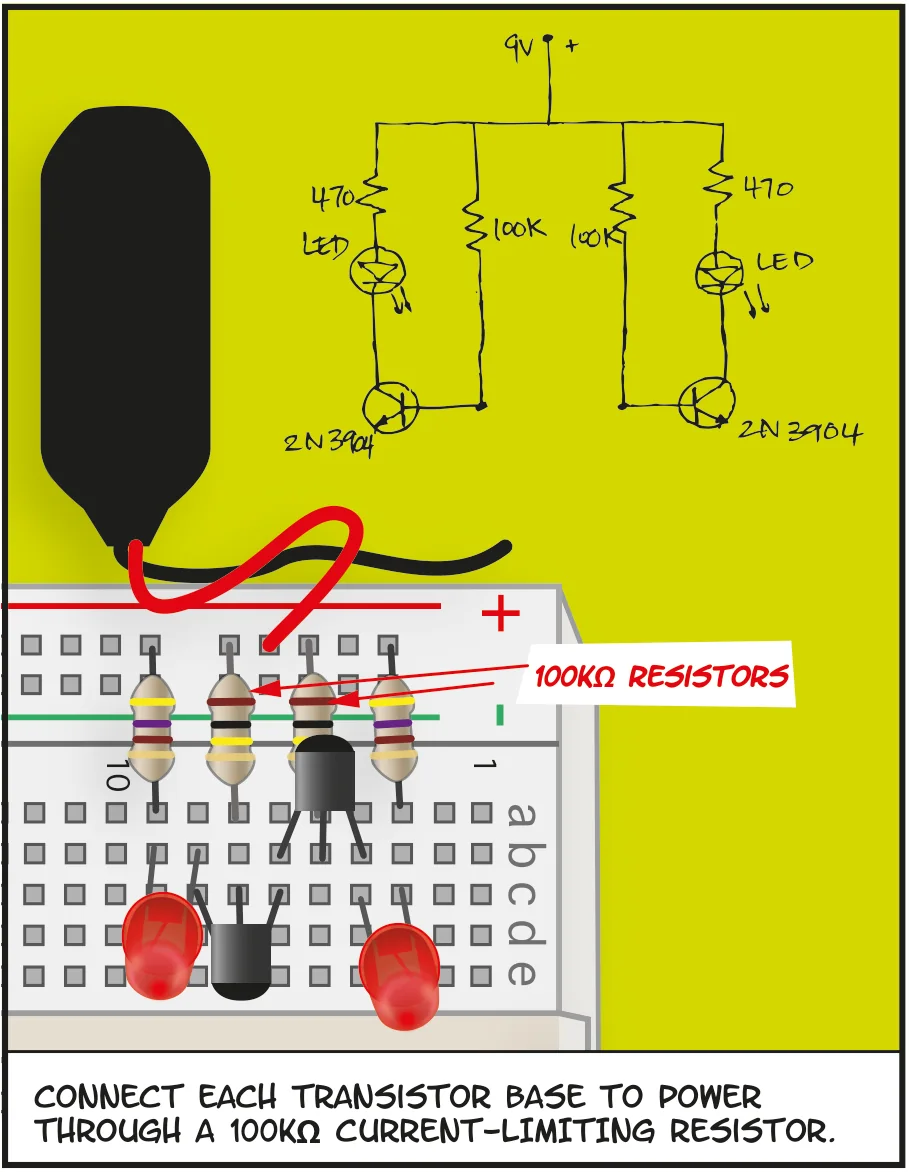 9V +
470
LED
100K
100K
470
LED
2N3904
2N3904
+
100KΩ RESISTORS
-
10
1
a
b
c
d
e
CONNECT EACH TRANSISTOR BASE TO POWER
THROUGH A 100KΩ CURRENT-LIMITING RESISTOR.